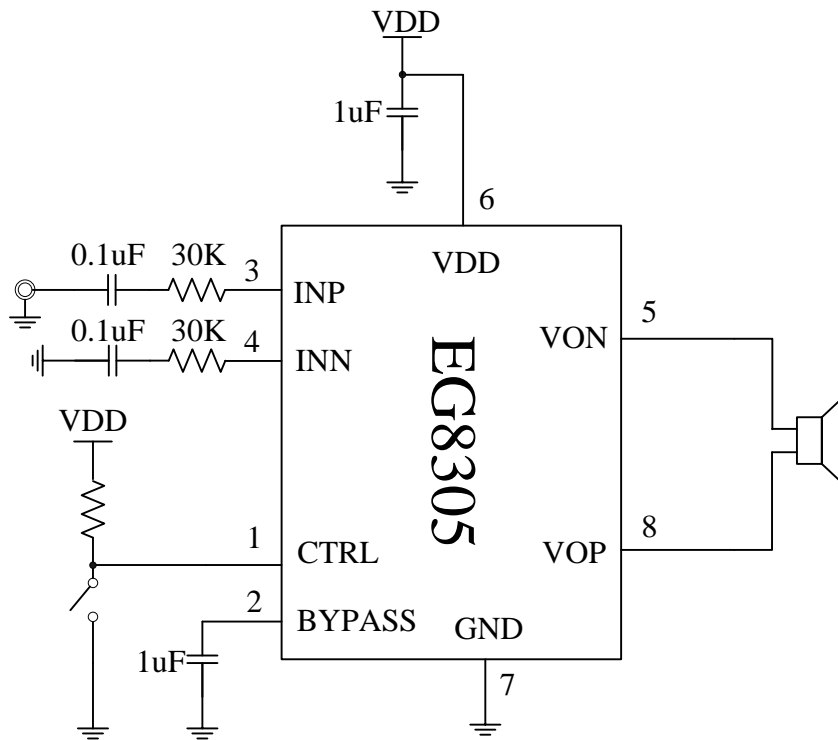 VDD
1uF
6
0.1uF 30K 3
VDD
INP
0.1uF 30K 4
INN
VON 5
EG8305
VDD
1 CTRL
VOP 8
2 BYPASS
GND
1uF
7